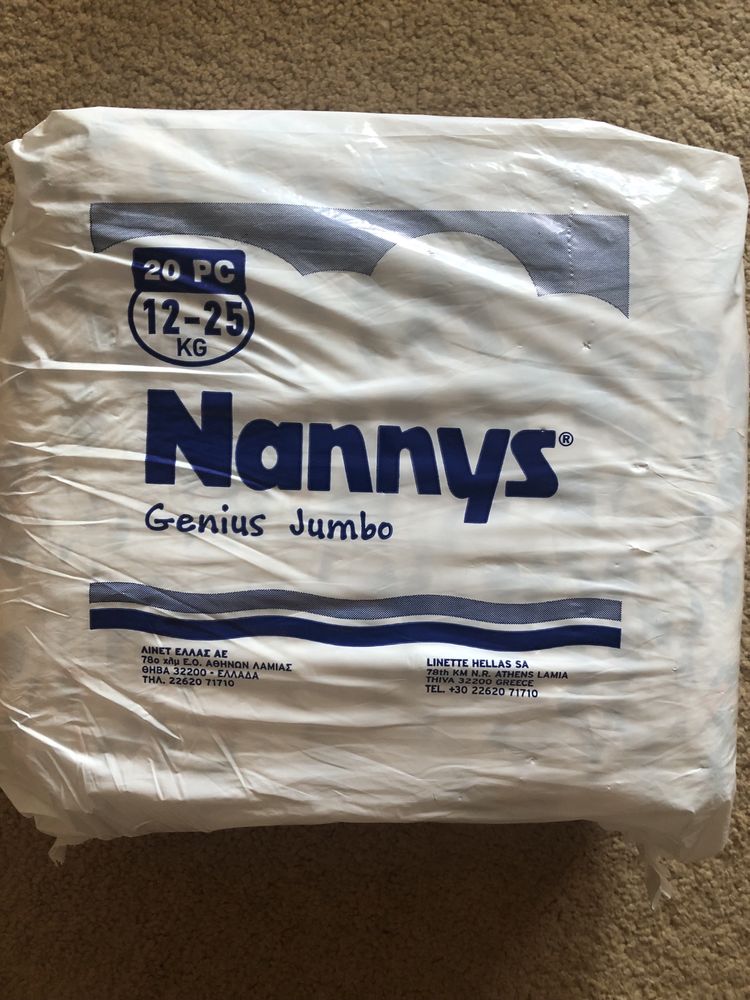 20 PC
12-25
KG
Nannys®
Genius Jumbo
ΛΙΝΕΤ ΕΛΛΑΣ ΑΕ
78ο χλμ Ε.Ο. ΑΘΗΝΩΝ ΛΑΜΙΑΣ
ΘΗΒΑ 32200 - ΕΛΛΑΔΑ
ΤΗΛ. 22620 71710
LINETTE HELLAS SA
78th KM N.R. ATHENS LAMIA
THIVA 32200 GREECE
TEL. +30 22620 71710